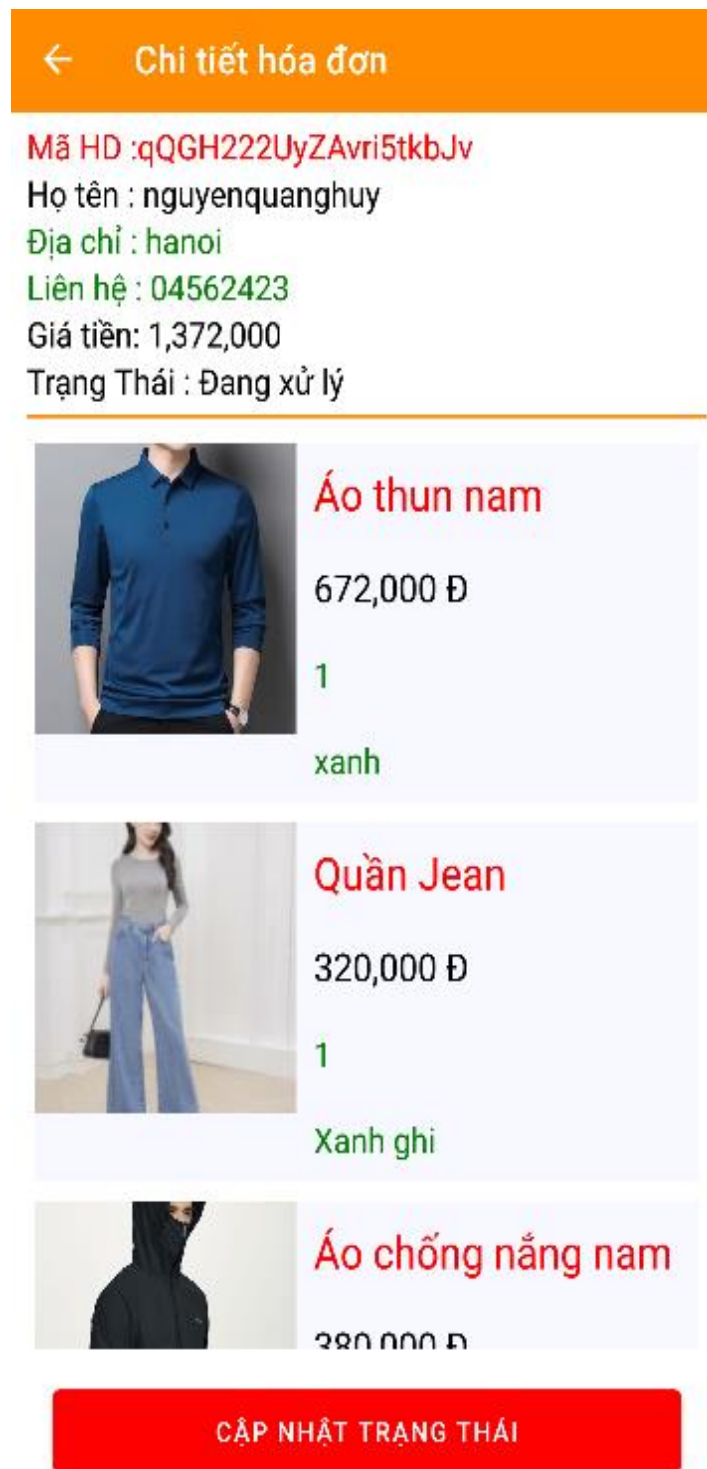 Chi tiết hóa đơn
Mã HD :qQGH222UyZAvri5tkbJv
Họ tên : nguyenquanghuy
Địa chỉ : hanoi
Liên hệ : 04562423
Giá tiền: 1,372,000
Trạng Thái : Đang xử lý
Áo thun nam
672,000 Đ
1
xanh
Quần Jean
320,000 Đ
1
Xanh ghi
Áo chống nắng nam
380,000 Đ
CẬP NHẬT TRẠNG THÁI